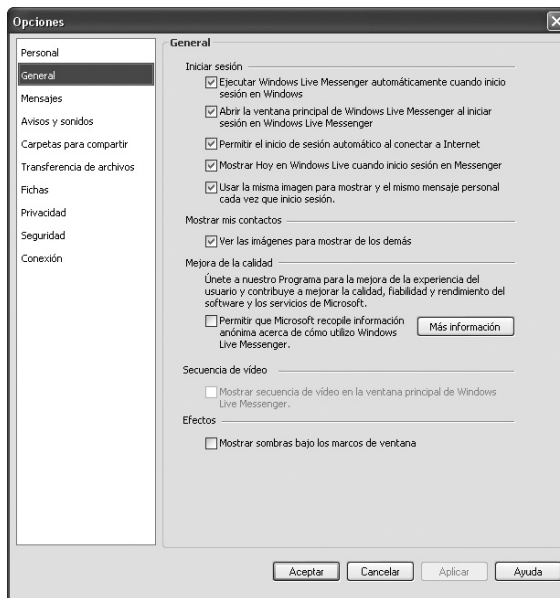 Opciones
Personal
General
Mensajes
Avisos y sonidos
Carpetas para compartir
Transferencia de archivos
Fichas
Privacidad
Seguridad
Conexión
General
Iniciar sesión
Ejecutar Windows Live Messenger automáticamente cuando inicio
sesión en Windows
Abrir la ventana principal de Windows Live Messenger al iniciar
sesión en Windows Live Messenger
Permitir el inicio de sesión automático al conectar a Internet
Mostrar Hoy en Windows Live cuando inicio sesión en Messenger
Usar la misma imagen para mostrar y el mismo mensaje personal
cada vez que inicio sesión.
Mostrar mis contactos
Ver las imágenes para mostrar de los demás
Mejora de la calidad
Únete a nuestro Programa para la mejora de la experiencia del
usuario y contribuye a mejorar la calidad, fiabilidad y rendimiento del
software y los servicios de Microsoft.
Permitir que Microsoft recopile información
anónima acerca de cómo utilizo Windows
Live Messenger.
Más información
Secuencia de vídeo
Mostrar secuencia de vídeo en la ventana principal de Windows
Live Messenger.
Efectos
Mostrar sombras bajo los marcos de ventana
Aceptar
Cancelar
Aplicar
Ayuda